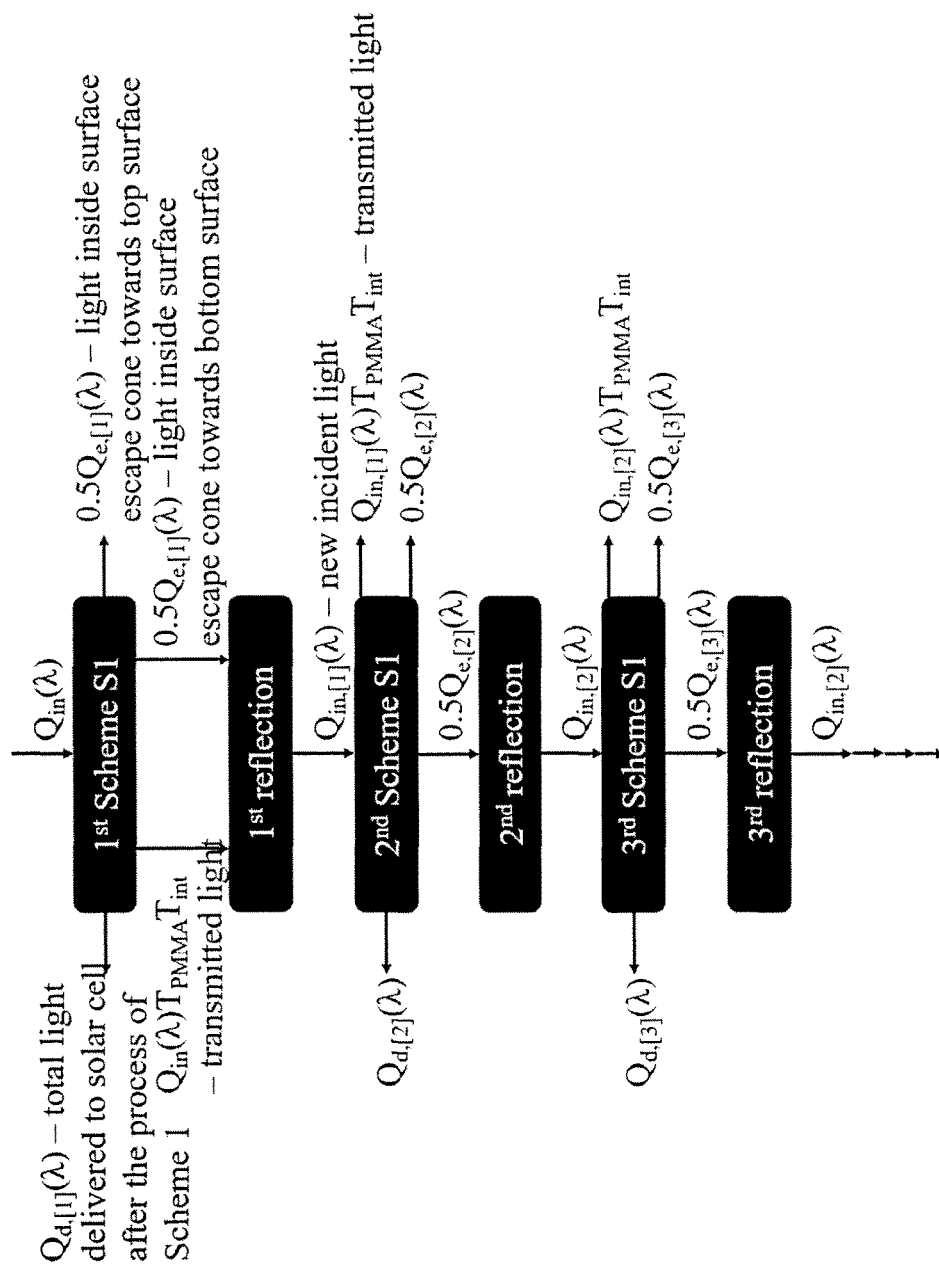 Q_in(λ)
1st Scheme S1
Q_d,[1](λ) – total light
delivered to solar cell
after the process of
Scheme 1
0.5Q_e,[1](λ) – light inside surface
escape cone towards top surface
Q_in(λ)T_PMMA T_int
– transmitted light
0.5Q_e,[1](λ) – light inside surface
escape cone towards bottom surface
1st reflection
Q_in,[1](λ) – new incident light
2nd Scheme S1
Q_d,[2](λ)
Q_in,[1](λ)T_PMMA T_int – transmitted light
0.5Q_e,[2](λ)
0.5Q_e,[2](λ)
2nd reflection
Q_in,[2](λ)
3rd Scheme S1
Q_d,[3](λ)
Q_in,[2](λ)T_PMMA T_int
0.5Q_e,[3](λ)
0.5Q_e,[3](λ)
3rd reflection
Q_in,[2](λ)